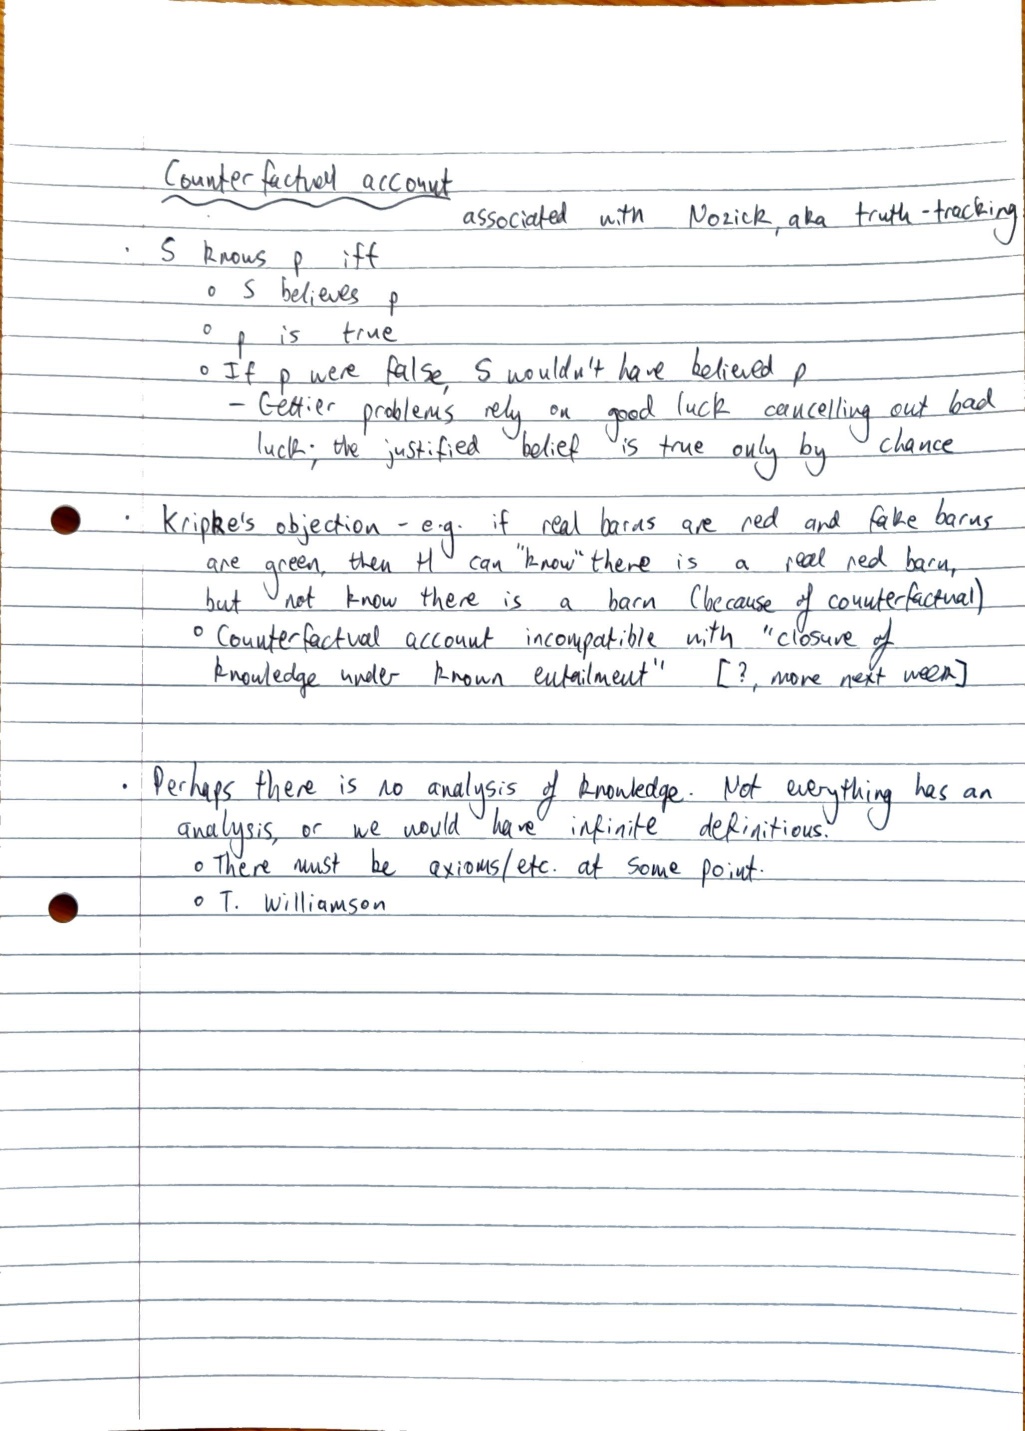 Counterfactual account
associated with Nozick, aka truth-tracking
· S knows p iff
o S believes p
o p is true
o If p were false, S wouldn't have believed p
- Gettier problems rely on good luck cancelling out bad
luck; the justified belief is true only by chance
· Kripke's objection - e.g. if real barns are red and fake barns
are green, then H can "know" there is a real red barn,
but not know there is a barn (because of counterfactual)
o Counterfactual account incompatible with "closure of
knowledge under known entailment" [?, more next week]
· Perhaps there is no analysis of knowledge. Not everything has an
analysis, or we would have infinite definitions.
o There must be axioms/etc. at some point.
o T. Williamson